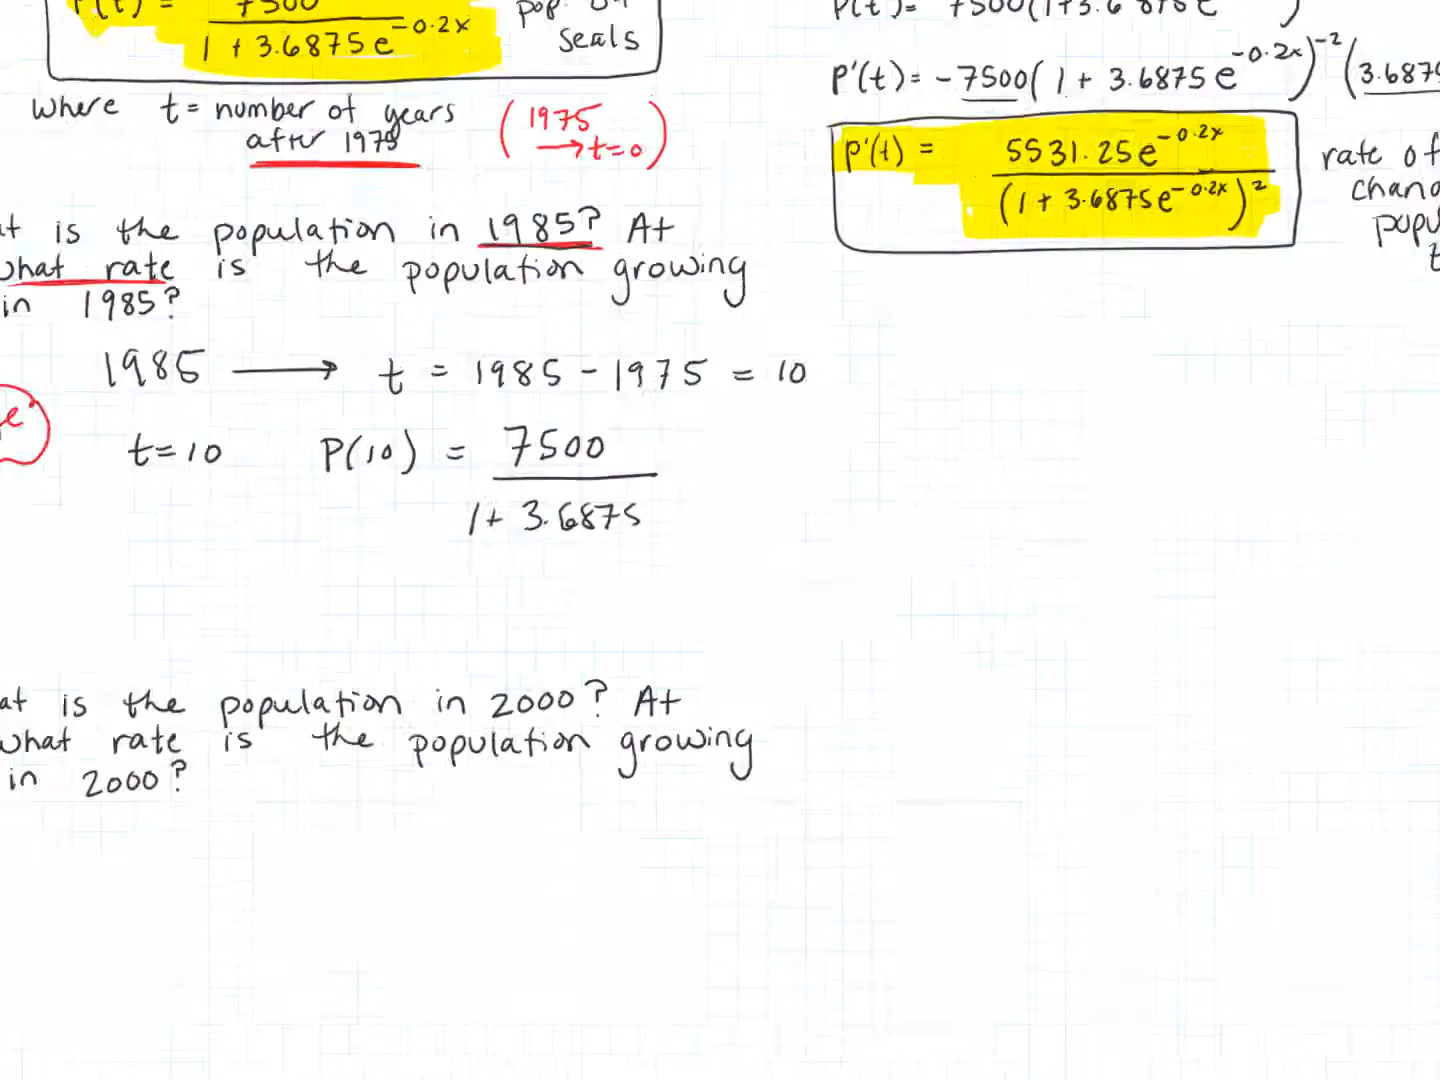 7500
1 + 3.6875e^-0.2x
seals
where t = number of years
after 1975
(1975 → t=0)
is the population in 1985? At
what rate is the population growing
in 1985?
1985 → t = 1985 - 1975 = 10
t=10 P(10) = 7500
1 + 3.6875
is the population in 2000? At
what rate is the population growing
in 2000?
P'(t) = -7500(1 + 3.6875e^-0.2x)^-2 (3.6875
P'(t) = 5531.25e^-0.2x
(1 + 3.6875e^-0.2x)^2
rate of